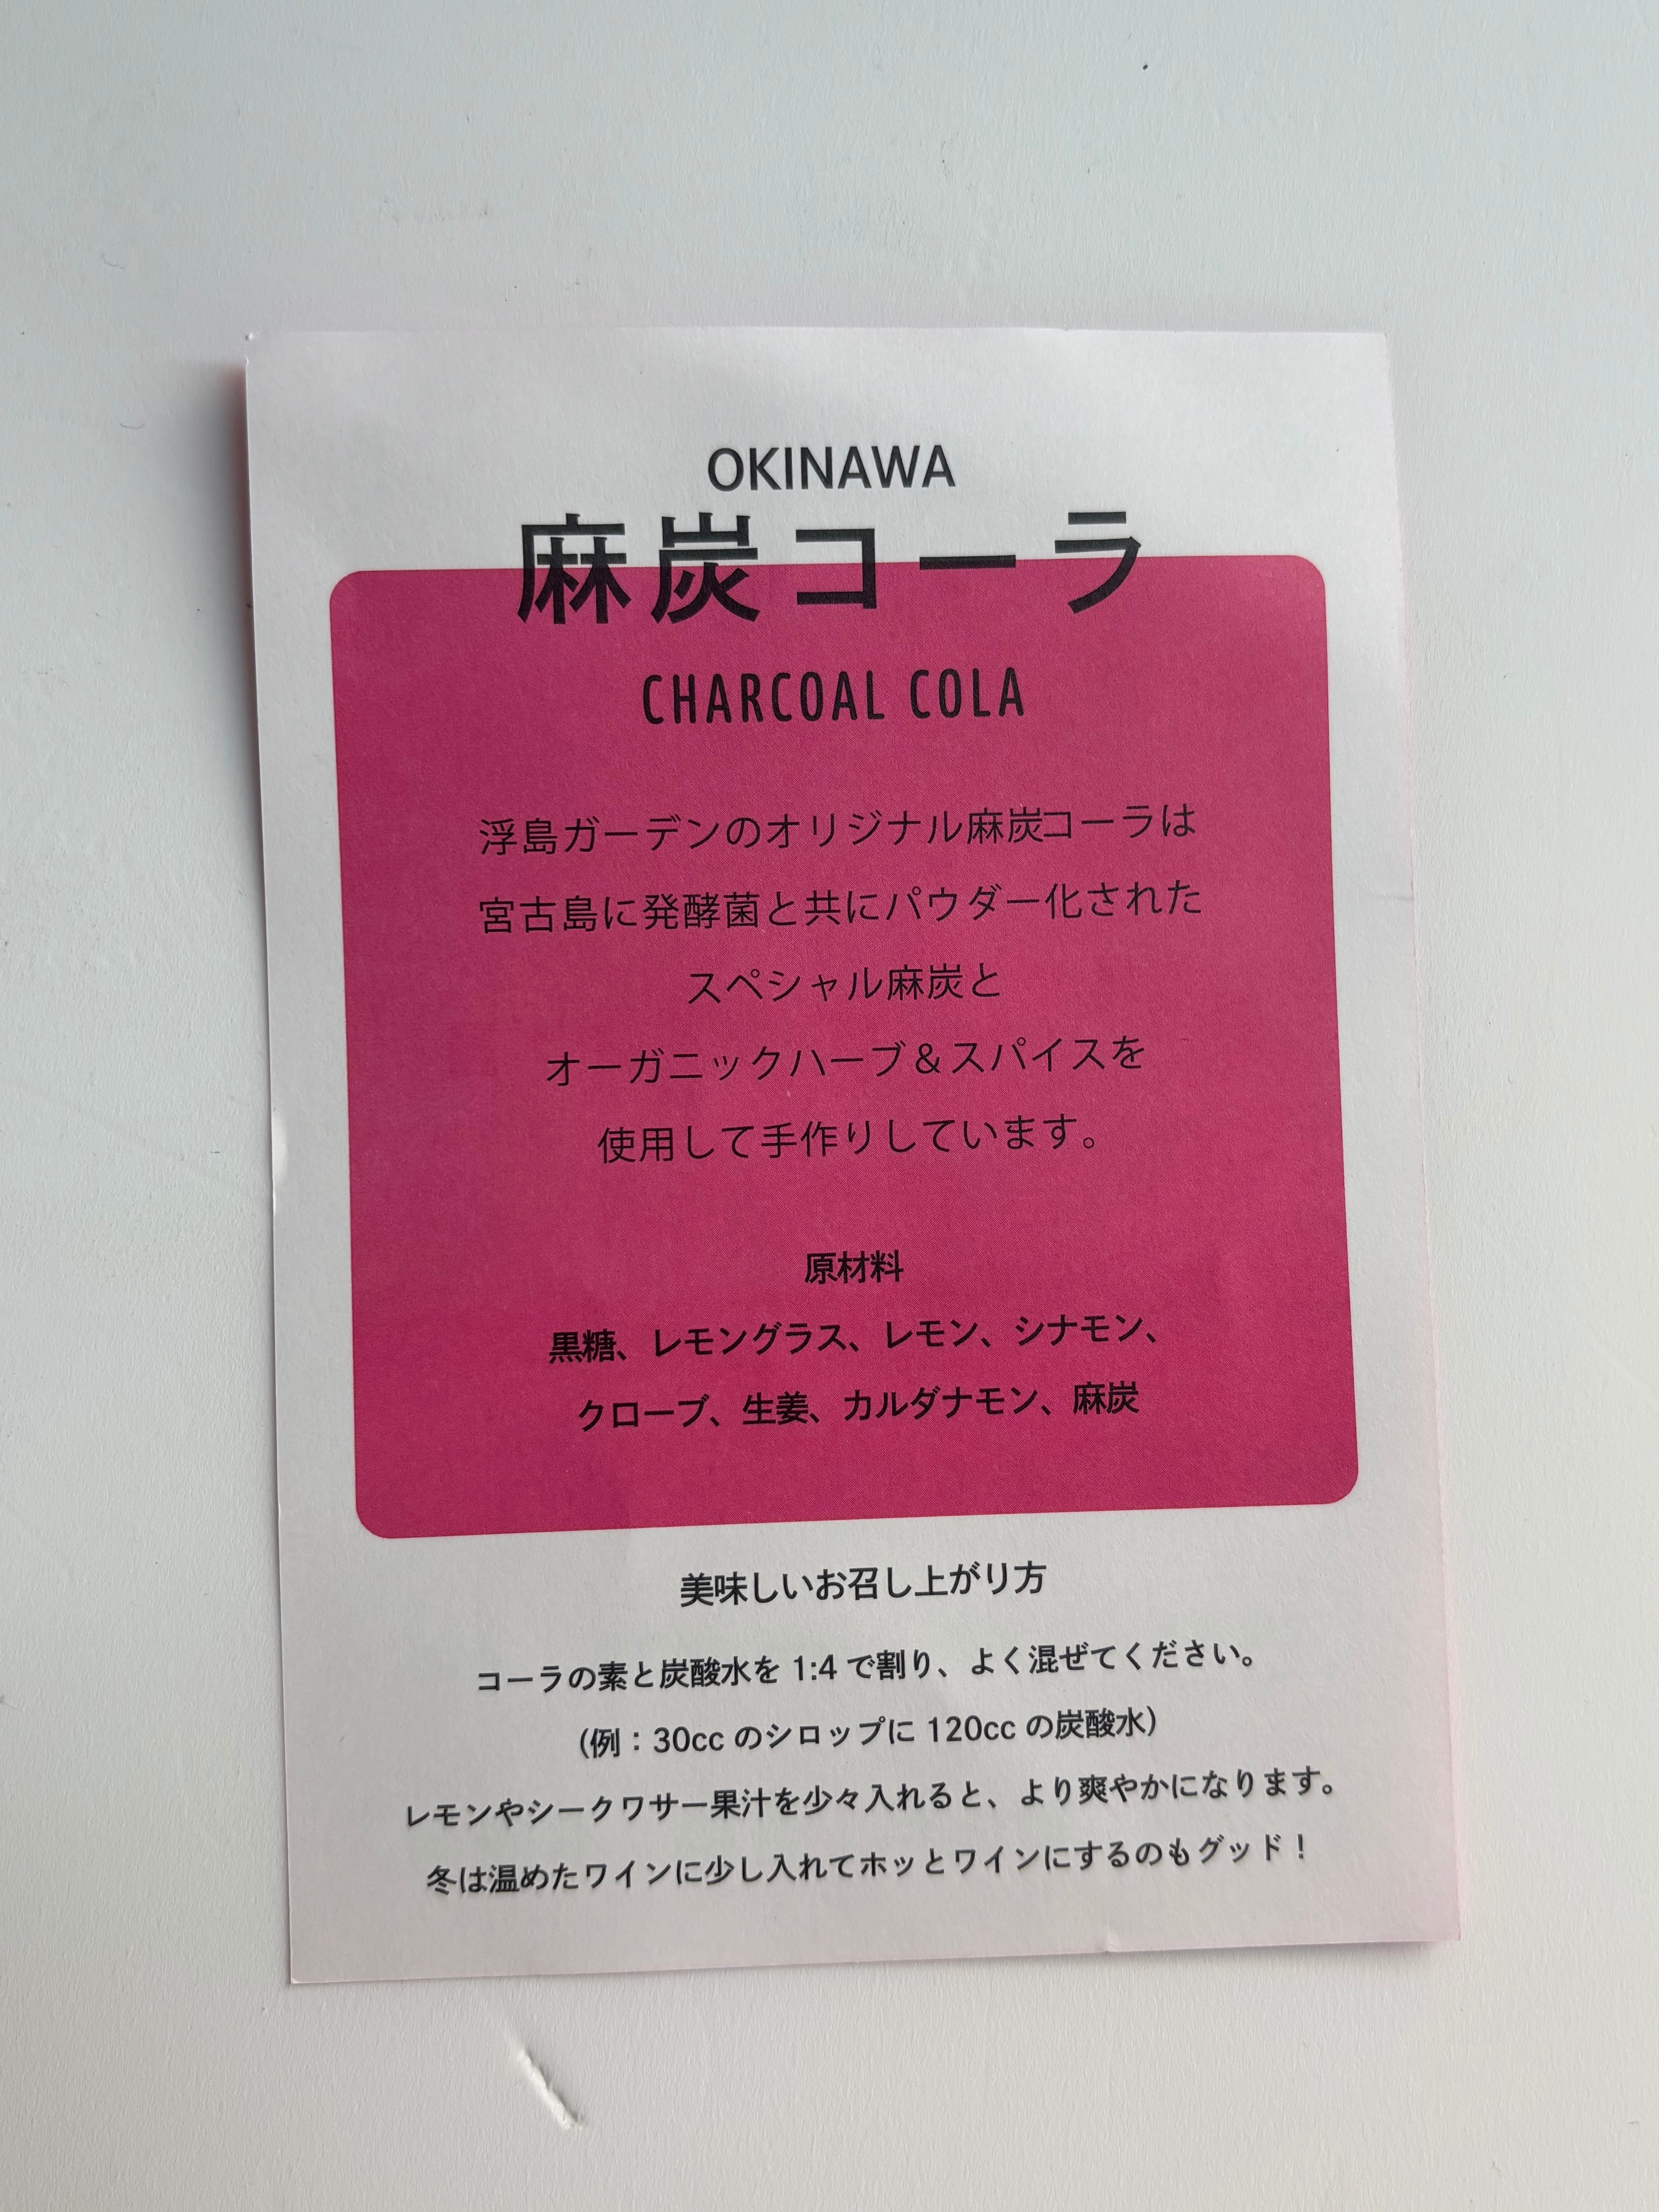 OKINAWA
麻炭コーラ
CHARCOAL COLA
浮島ガーデンのオリジナル麻炭コーラは
宮古島に発酵菌と共にパウダー化された
スペシャル麻炭と
オーガニックハーブ&スパイスを
使用して手作りしています。
原材料
黒糖、レモングラス、レモン、シナモン、
クローブ、生姜、カルダナモン、麻炭
美味しいお召し上がり方
コーラの素と炭酸水を 1:4 で割り、よく混ぜてください。
(例：30cc のシロップに 120cc の炭酸水)
レモンやシークワサー果汁を少々入れると、より爽やかになります。
冬は温めたワインに少し入れてホッとワインにするのもグッド！